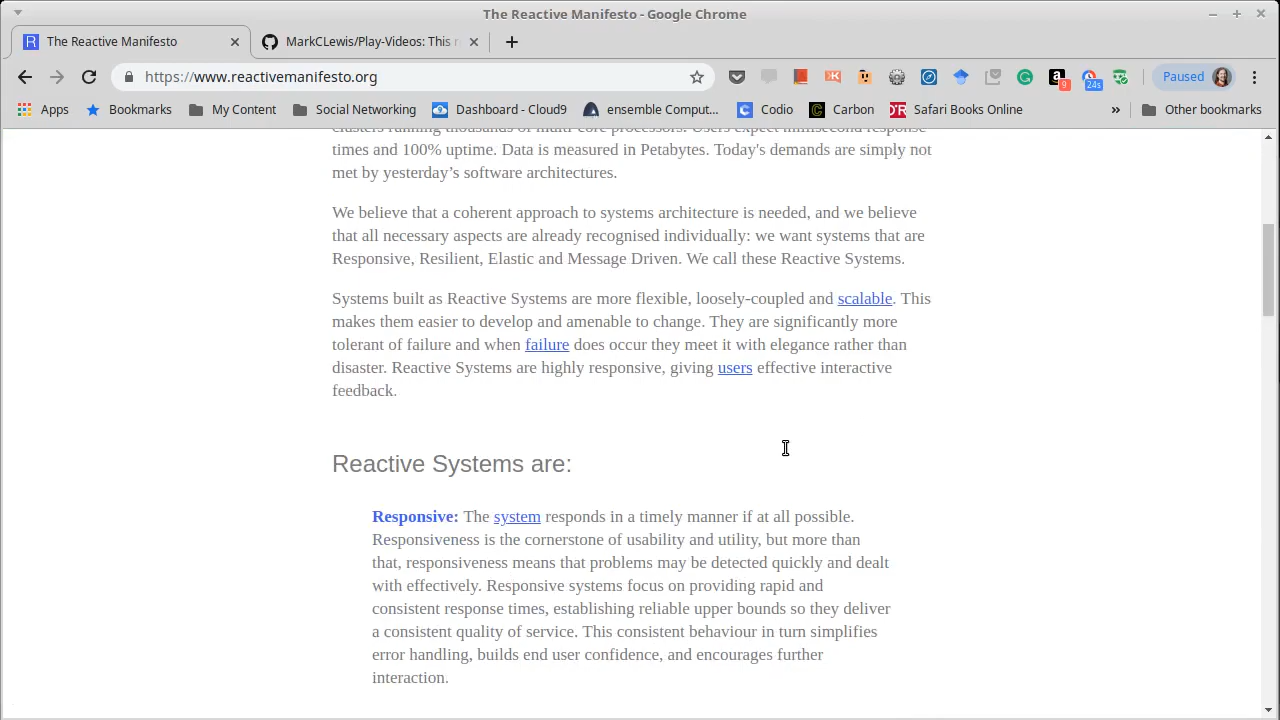 The Reactive Manifesto - Google Chrome
The Reactive Manifesto
MarkCLewis/Play-Videos: This r
https://www.reactivemanifesto.org
9
24s
Paused
Apps
Bookmarks
My Content
Social Networking
Dashboard - Cloud9
ensemble Comput...
Codio
Carbon
Safari Books Online
»
Other bookmarks
clusters running thousands of multi-core processors. Users expect millisecond response
times and 100% uptime. Data is measured in Petabytes. Today's demands are simply not
met by yesterday’s software architectures.
We believe that a coherent approach to systems architecture is needed, and we believe
that all necessary aspects are already recognised individually: we want systems that are
Responsive, Resilient, Elastic and Message Driven. We call these Reactive Systems.
Systems built as Reactive Systems are more flexible, loosely-coupled and scalable. This
makes them easier to develop and amenable to change. They are significantly more
tolerant of failure and when failure does occur they meet it with elegance rather than
disaster. Reactive Systems are highly responsive, giving users effective interactive
feedback.
Reactive Systems are:
Responsive: The system responds in a timely manner if at all possible.
Responsiveness is the cornerstone of usability and utility, but more than
that, responsiveness means that problems may be detected quickly and dealt
with effectively. Responsive systems focus on providing rapid and
consistent response times, establishing reliable upper bounds so they deliver
a consistent quality of service. This consistent behaviour in turn simplifies
error handling, builds end user confidence, and encourages further
interaction.